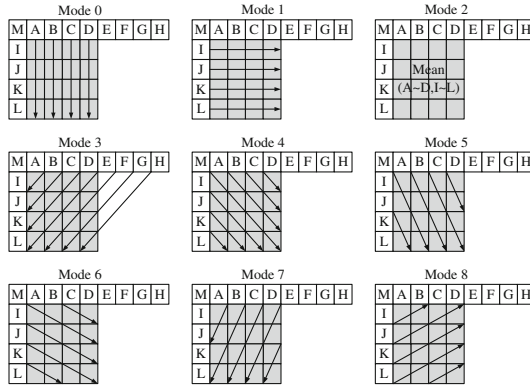 Mode 0 Mode 1 Mode 2
M A B C D E F G H M A B C D E F G H M A B C D E F G H
I I I
J J J Mean
K K K (A~D,I~L)
L L L
Mode 3 Mode 4 Mode 5
M A B C D E F G H M A B C D E F G H M A B C D E F G H
I I I
J J J
K K K
L L L
Mode 6 Mode 7 Mode 8
M A B C D E F G H M A B C D E F G H M A B C D E F G H
I I I
J J J
K K K
L L L